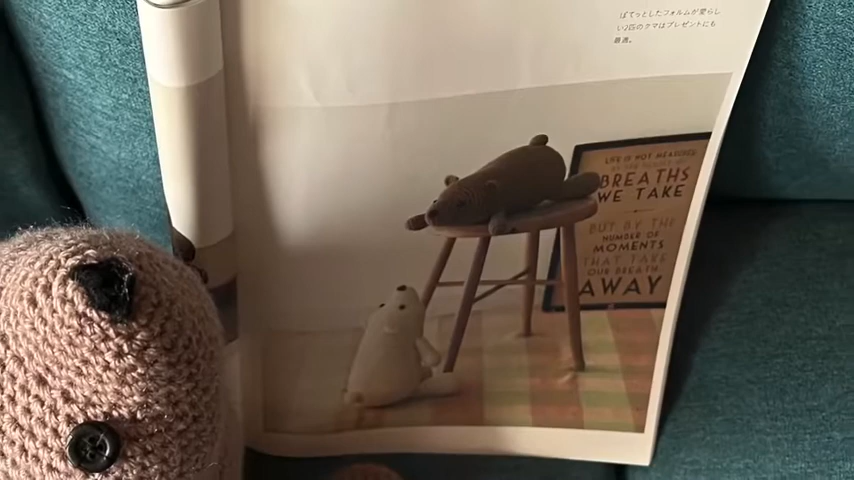 ぽてっとしたフォルムが愛らし
い2匹のクマはプレゼントにも
最適。
LIFE IS NOT MEASURED
BREATHS
WE TAKE
BUT BY THE
NUMBER OF
MOMENTS
THAT TAKE
OUR BREATH
AWAY